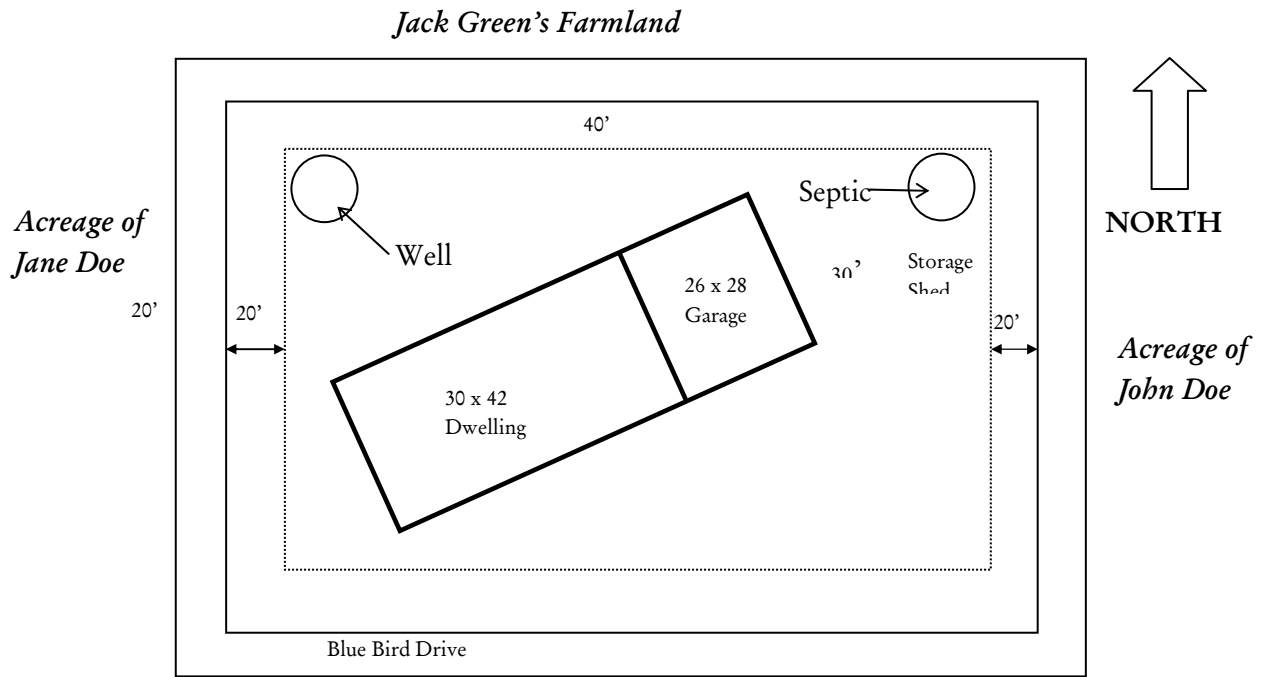 Jack Green's Farmland
40'
Septic
NORTH
Acreage of
Jane Doe
Well
Storage
Shed
30'
26 x 28
Garage
20'
20'
20'
Acreage of
John Doe
30 x 42
Dwelling
Blue Bird Drive